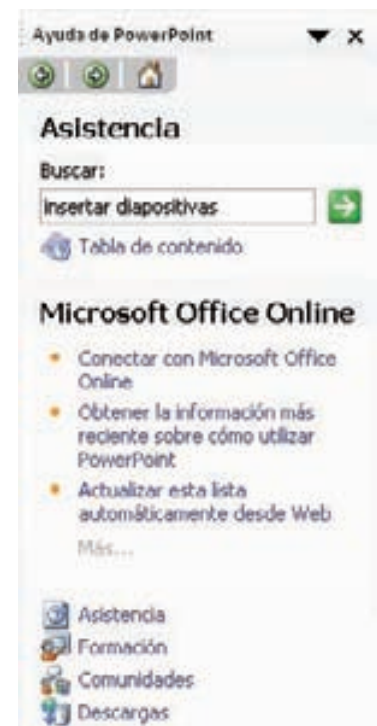 Ayuda de PowerPoint
Asistencia
Buscar:
insertar diapositivas
Tabla de contenido
Microsoft Office Online
Conectar con Microsoft Office
Online
Obtener la información más
reciente sobre cómo utilizar
PowerPoint
Actualizar esta lista
automáticamente desde Web
Más...
Asistencia
Formación
Comunidades
Descargas